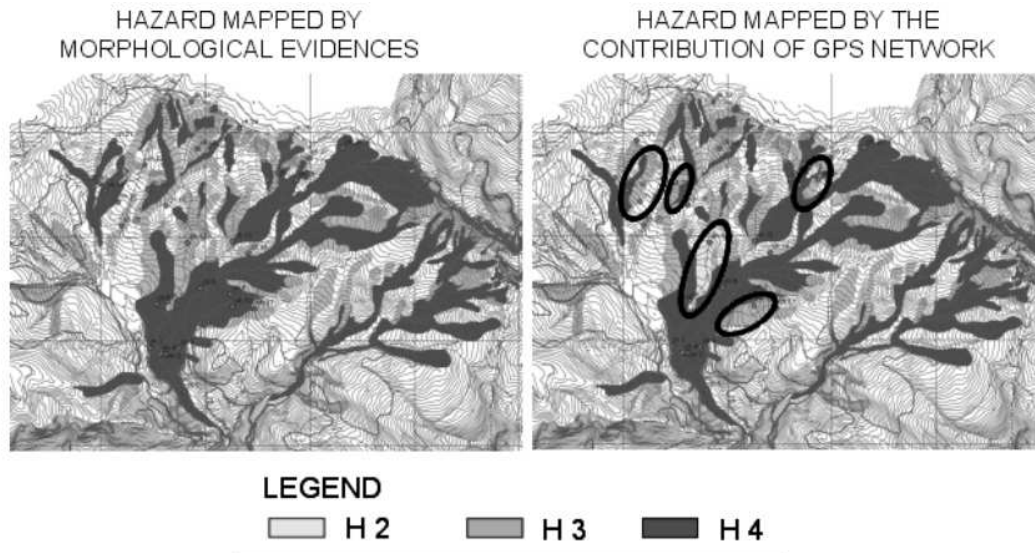 HAZARD MAPPED BY
MORPHOLOGICAL EVIDENCES
HAZARD MAPPED BY THE
CONTRIBUTION OF GPS NETWORK
LEGEND
H 2
H 3
H 4